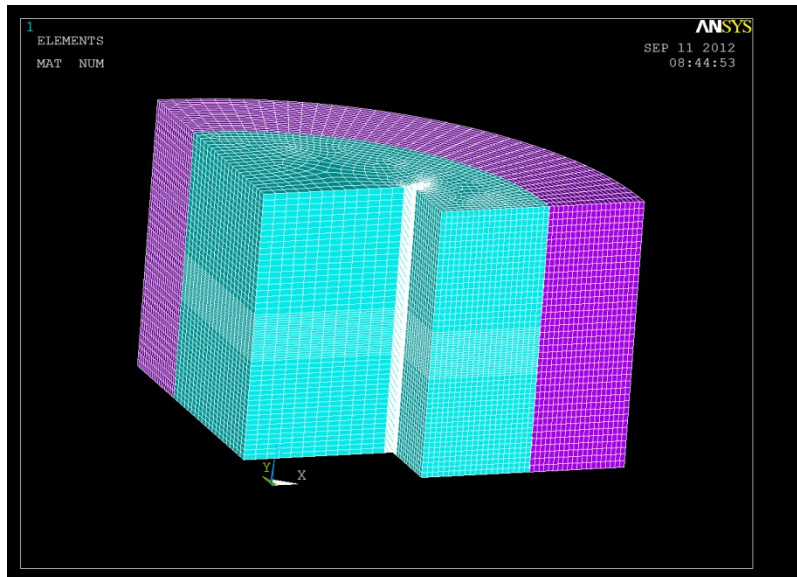 1
ELEMENTS
MAT NUM
ANSYS
SEP 11 2012
08:44:53
Y
X